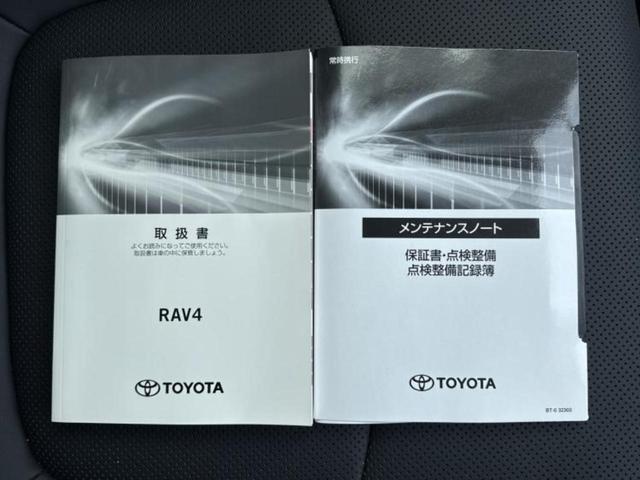 取扱書
よくお読みになってご使用ください。
取扱書は車の中に保管しましょう。
RAV4
TOYOTA
常時携行
メンテナンスノート
保証書・点検整備
点検整備記録簿
TOYOTA
BT-6 32303